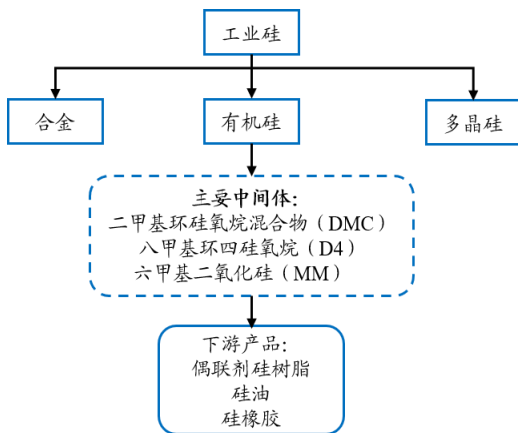 工业硅
合金
有机硅
多晶硅
主要中间体：
二甲基环硅氧烷混合物（DMC）
八甲基环四硅氧烷（D4）
六甲基二氧化硅（MM）
下游产品：
偶联剂硅树脂
硅油
硅橡胶